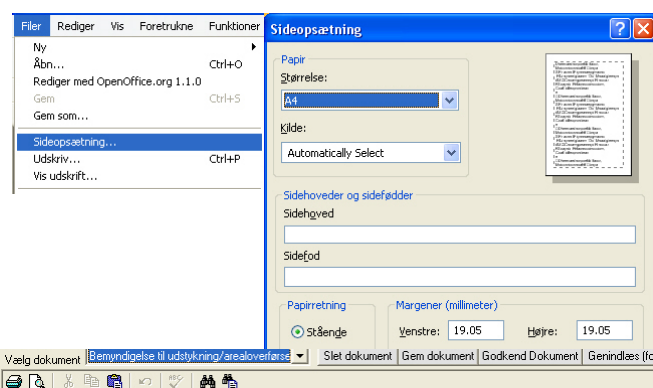 Filer Rediger Vis Foretrukne Funktioner
Ny
Åbn... Ctrl+O
Rediger med OpenOffice.org 1.1.0
Gem Ctrl+S
Gem som...
Sideopsætning...
Udskriv... Ctrl+P
Vis udskrift...
Sideopsætning
Papir
Størrelse:
A4
Kilde:
Automatically Select
Sidehoveder og sidefødder
Sidehoved
Sidefod
Papirretning
Stående
Margener (millimeter)
Venstre: 19.05 Højre: 19.05
Vælg dokument Bemyndigelse til udstykning/arealoverførse Slet dokument Gem dokument Godkend Dokument Genindlæs (fo
ABC